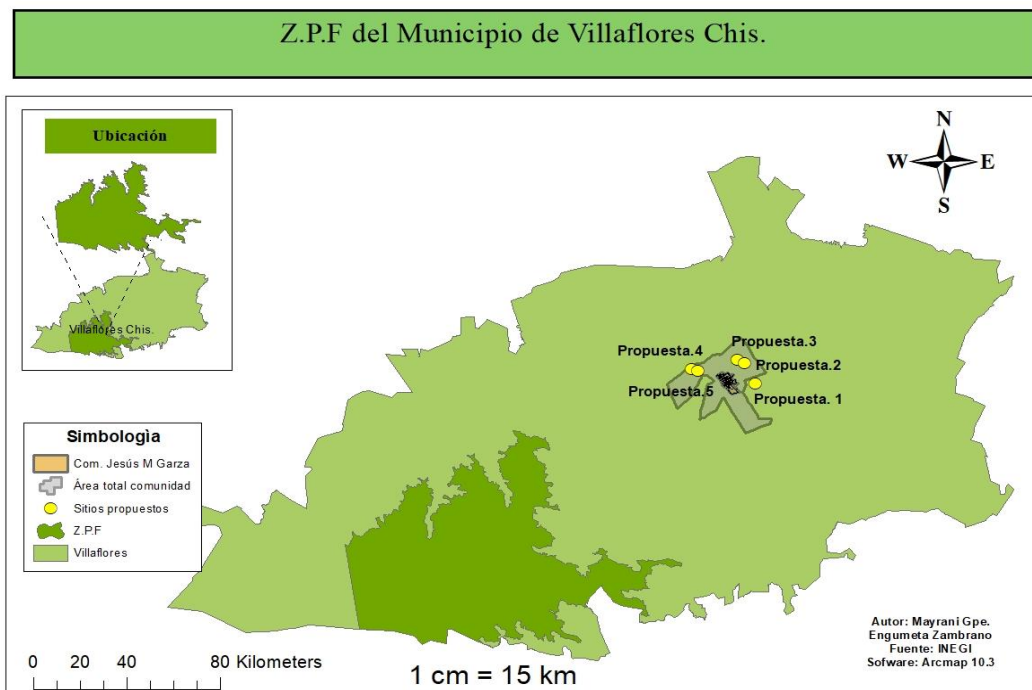 Z.P.F del Municipio de Villaflores Chis.
Ubicación
Villaflores Chis.
N
W
E
S
Propuesta.3
Propuesta.4
Propuesta.2
Propuesta.5
Propuesta. 1
Simbologìa
Com. Jesús M Garza
Área total comunidad
Sitios propuestos
Z.P.F
Villaflores
0 20 40 80 Kilometers
1 cm = 15 km
Autor: Mayrani Gpe.
Engumeta Zambrano
Fuente: INEGI
Sofware: Arcmap 10.3